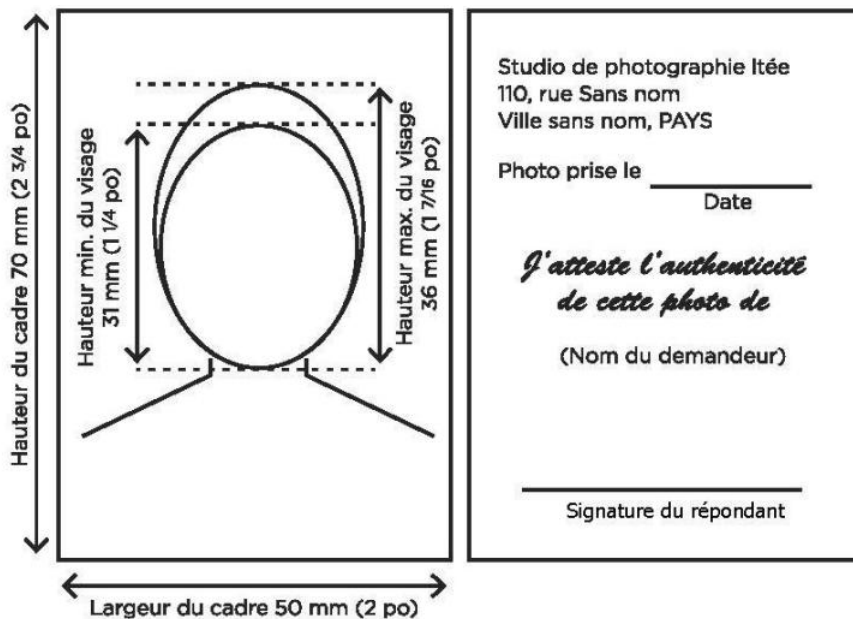 Hauteur du cadre 70 mm (2 3/4 po)
Hauteur min. du visage
31 mm (1 1/4 po)
Hauteur max. du visage
36 mm (1 7/16 po)
Largeur du cadre 50 mm (2 po)
Studio de photographie ltée
110, rue Sans nom
Ville sans nom, PAYS
Photo prise le
Date
J'atteste l'authenticité
de cette photo de
(Nom du demandeur)
Signature du répondant